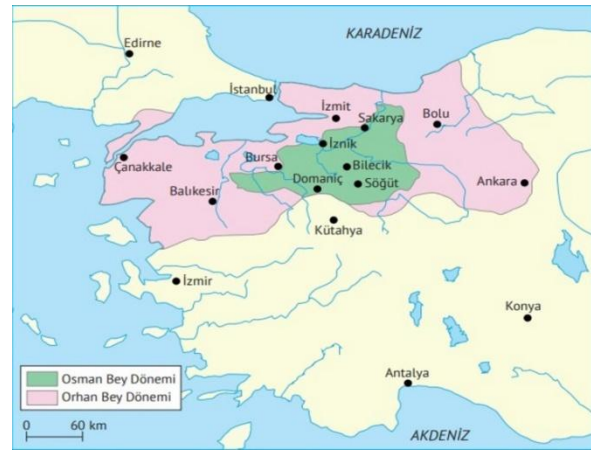 KARADENİZ
Edirne
İstanbul
İzmit
Sakarya
Bolu
İznik
Çanakkale
Bursa
Bilecik
Domaniç
Söğüt
Ankara
Balıkesir
Kütahya
İzmir
Konya
Antalya
Osman Bey Dönemi
Orhan Bey Dönemi
0 60 km
AKDENİZ